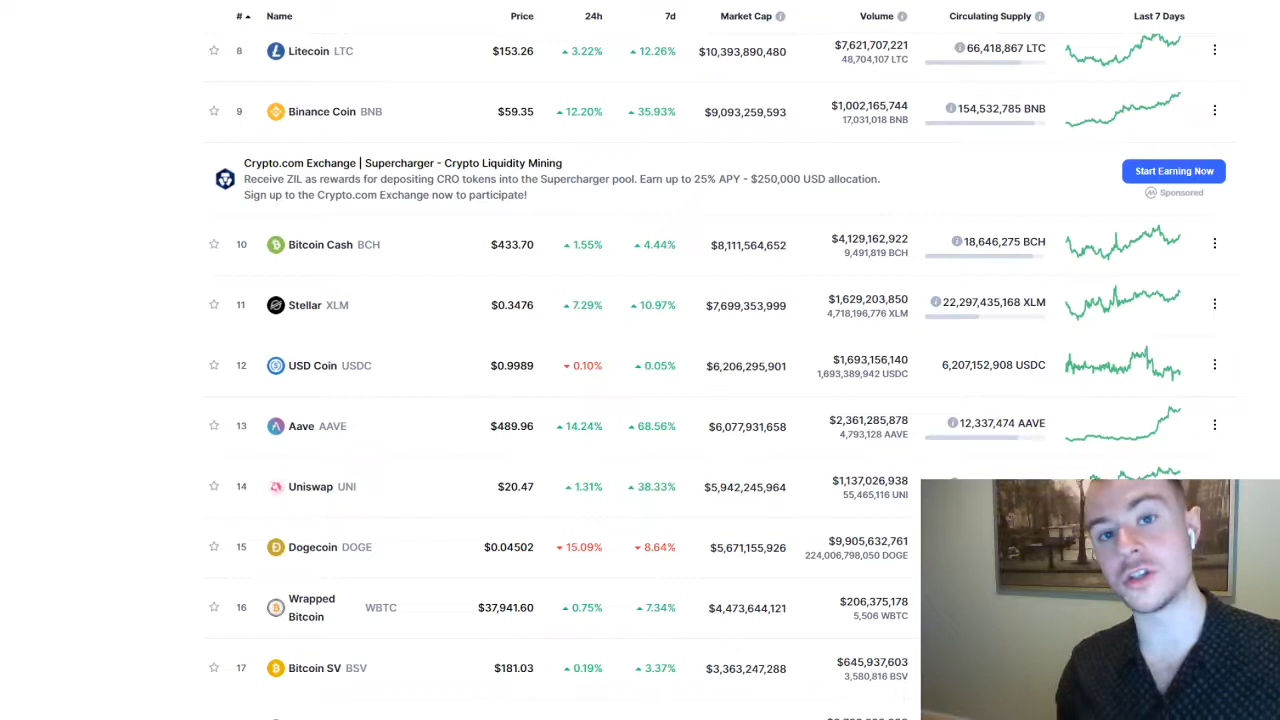 # Name Price 24h 7d Market Cap Volume Circulating Supply Last 7 Days
8 Litecoin LTC $153.26 3.22% 12.26% $10,393,890,480 $7,621,707,221 66,418,867 LTC
48,704,107 LTC
9 Binance Coin BNB $59.35 12.20% 35.93% $9,093,259,593 $1,002,165,744 154,532,785 BNB
17,031,018 BNB
Crypto.com Exchange | Supercharger - Crypto Liquidity Mining
Receive ZIL as rewards for depositing CRO tokens into the Supercharger pool. Earn up to 25% APY - $250,000 USD allocation.
Sign up to the Crypto.com Exchange now to participate!
Start Earning Now
Sponsored
10 Bitcoin Cash BCH $433.70 1.55% 4.44% $8,111,564,652 $4,129,162,922 18,646,275 BCH
9,491,819 BCH
11 Stellar XLM $0.3476 7.29% 10.97% $7,699,353,999 $1,629,203,850 22,297,435,168 XLM
4,718,196,776 XLM
12 USD Coin USDC $0.9989 0.10% 0.05% $6,206,295,901 $1,693,156,140 6,207,152,908 USDC
1,693,389,942 USDC
13 Aave AAVE $489.96 14.24% 68.56% $6,077,931,658 $2,361,285,878 12,337,474 AAVE
4,793,128 AAVE
14 Uniswap UNI $20.47 1.31% 38.33% $5,942,245,964 $1,137,026,938
55,465,116 UNI
15 Dogecoin DOGE $0.04502 15.09% 8.64% $5,671,155,926 $9,905,632,761
224,006,798,050 DOGE
16 Wrapped Bitcoin WBTC $37,941.60 0.75% 7.34% $4,473,644,121 $206,375,178
5,506 WBTC
17 Bitcoin SV BSV $181.03 0.19% 3.37% $3,363,247,288 $645,937,603
3,580,816 BSV